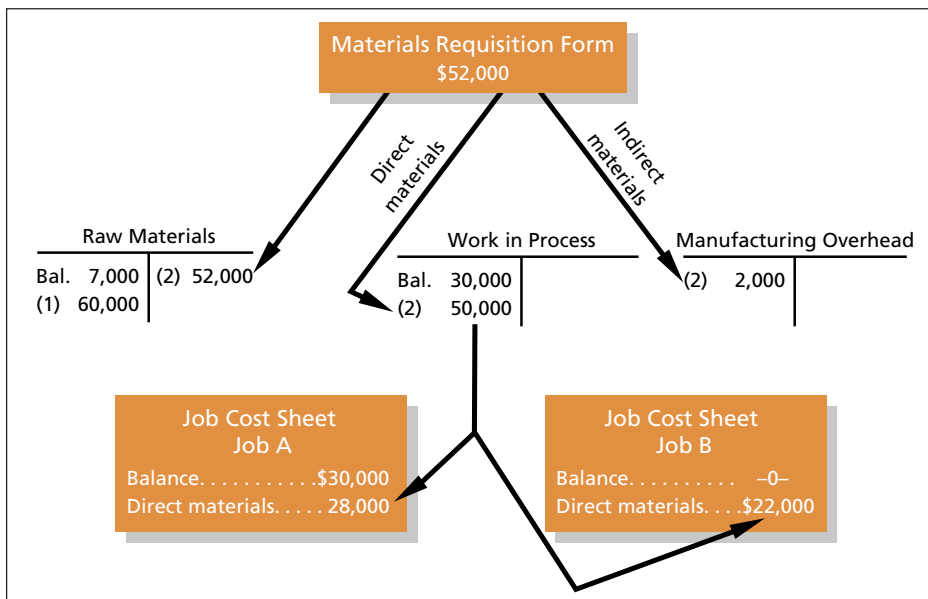 Materials Requisition Form
$52,000
Direct
materials
Indirect
materials
Raw Materials
Bal. 7,000 (2) 52,000
(1) 60,000
Work in Process
Bal. 30,000
(2) 50,000
Manufacturing Overhead
(2) 2,000
Job Cost Sheet
Job A
Balance. . . . . . . . . . .$30,000
Direct materials. . . . . 28,000
Job Cost Sheet
Job B
Balance. . . . . . . . . . –0–
Direct materials. . . .$22,000